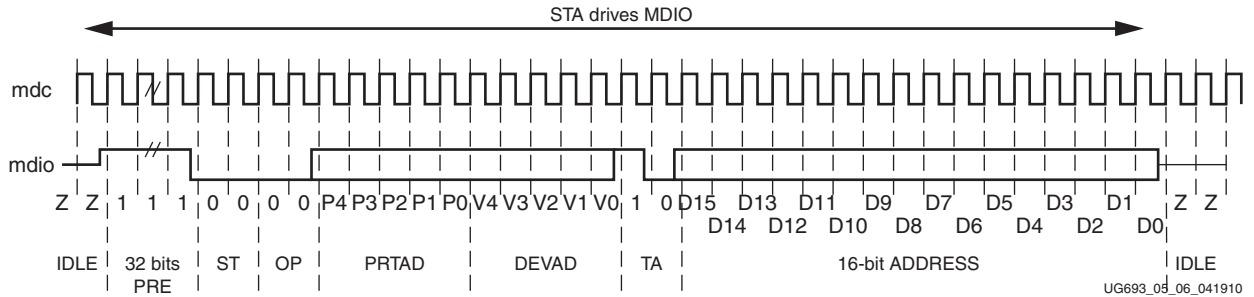 STA drives MDIO
mdc
mdio
Z Z 1 1 1 0 0 0 0 P4 P3 P2 P1 P0 V4 V3 V2 V1 V0 1 0 D15 D13 D11 D9 D7 D5 D3 D1 Z Z
D14 D12 D10 D8 D6 D4 D2 D0
IDLE 32 bits ST OP PRTAD DEVAD TA 16-bit ADDRESS IDLE
PRE
UG693_05_06_041910